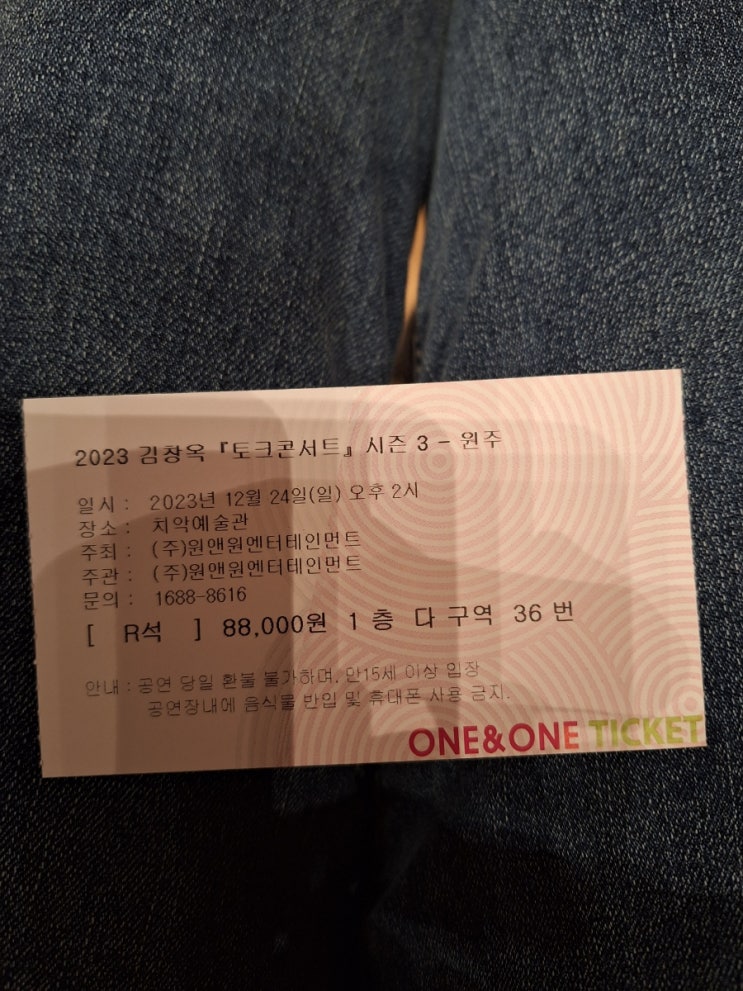 2023 김창옥 『토크콘서트』 시즌 3 - 원주
일시 : 2023년 12월 24일(일) 오후 2시
장소 : 치악예술관
주최 : (주)원앤원엔터테인먼트
주관 : (주)원앤원엔터테인먼트
문의 : 1688-8616
[ R석 ] 88,000원 1 층 다 구역 36 번
안내 : 공연 당일 환불 불가하며, 만15세 이상 입장
공연장내에 음식물 반입 및 휴대폰 사용 금지.
ONE&ONE TICKET